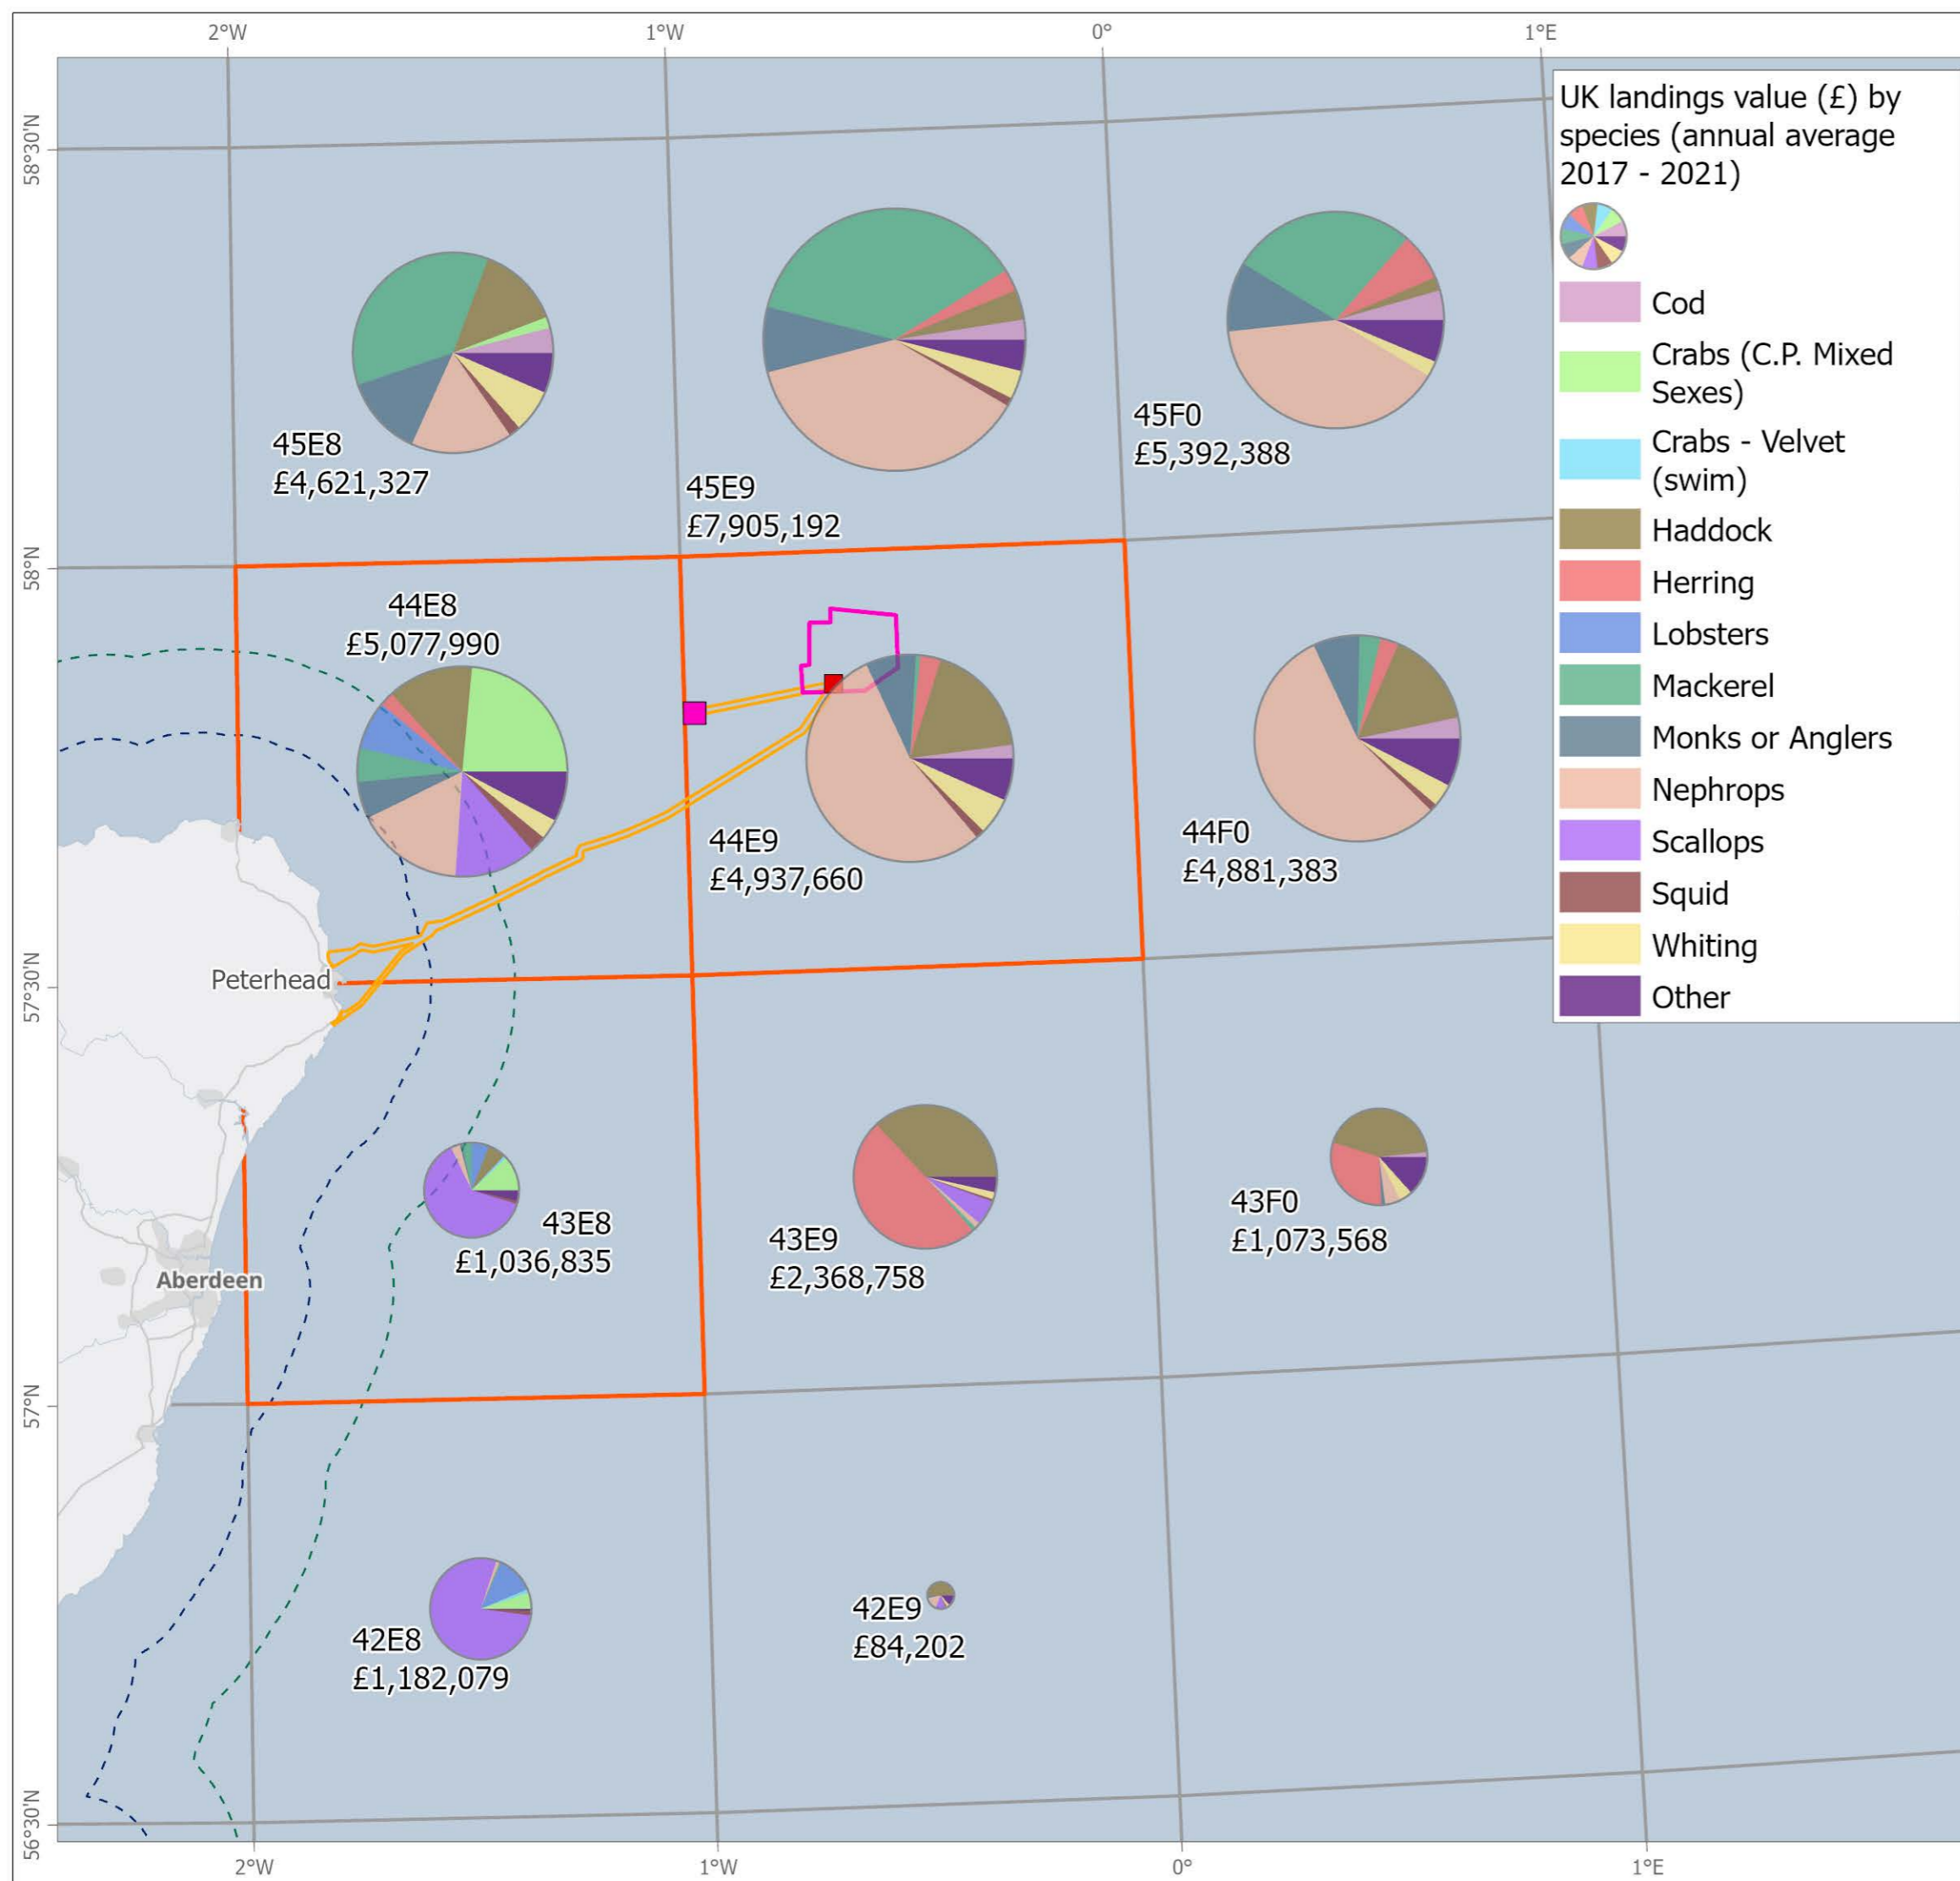 2°W
1°W
0°
1°E
58°30'N
58°N
57°30'N
57°N
56°30'N
UK landings value (£) by
species (annual average
2017 - 2021)
Cod
Crabs (C.P. Mixed
Sexes)
Crabs - Velvet
(swim)
Haddock
Herring
Lobsters
Mackerel
Monks or Anglers
Nephrops
Scallops
Squid
Whiting
Other
45E8
£4,621,327
45E9
£7,905,192
45F0
£5,392,388
44E8
£5,077,990
44E9
£4,937,660
44F0
£4,881,383
Peterhead
43E8
£1,036,835
43E9
£2,368,758
43F0
£1,073,568
Aberdeen
42E8
£1,182,079
42E9
£84,202
2°W
1°W
0°
1°E